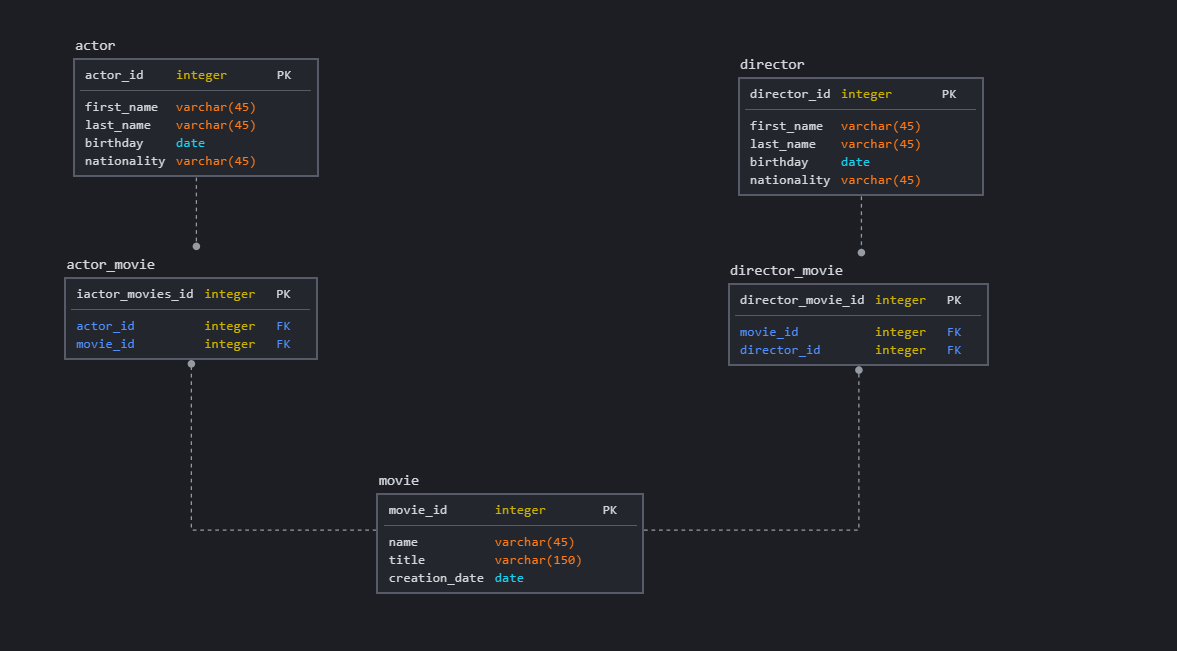 actor
actor_id integer PK
first_name varchar(45)
last_name varchar(45)
birthday date
nationality varchar(45)
director
director_id integer PK
first_name varchar(45)
last_name varchar(45)
birthday date
nationality varchar(45)
actor_movie
iactor_movies_id integer PK
actor_id integer FK
movie_id integer FK
director_movie
director_movie_id integer PK
movie_id integer FK
director_id integer FK
movie
movie_id integer PK
name varchar(45)
title varchar(150)
creation_date date